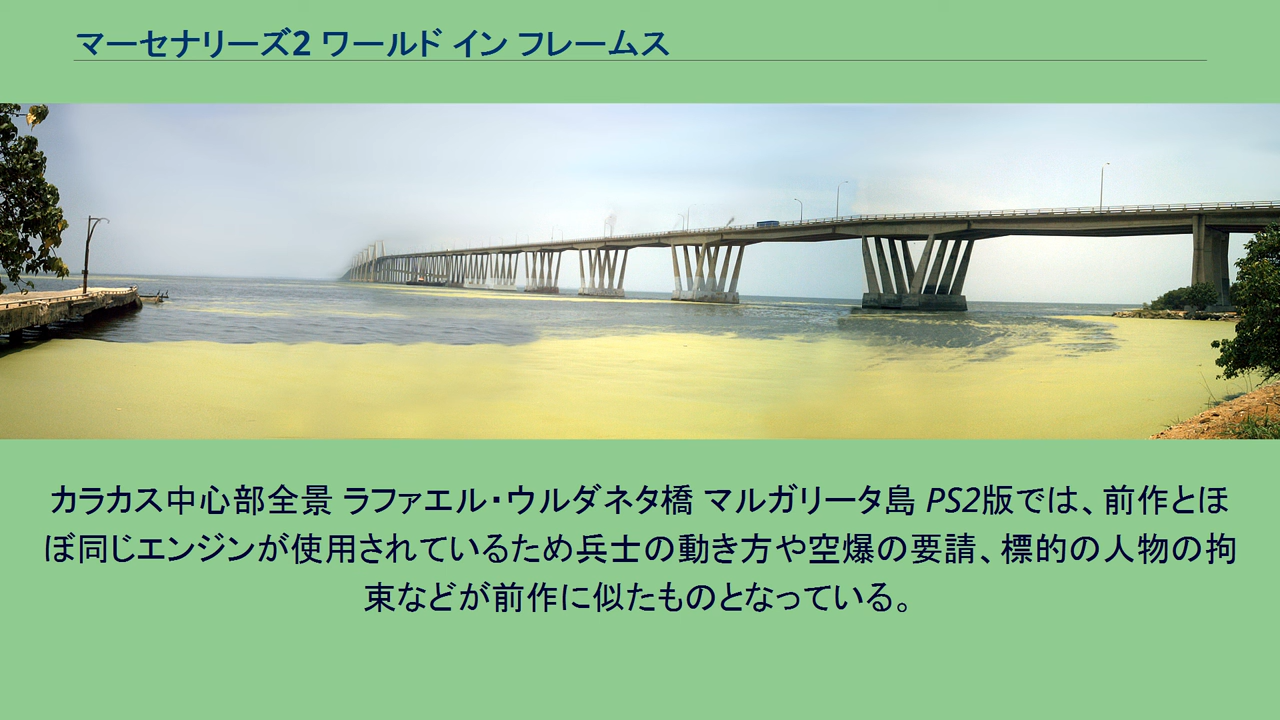 マーセナリーズ2 ワールド イン フレームス
カラカス中心部全景 ラファエル・ウルダネタ橋 マルガリータ島 PS2版では、前作とほ
ぼ同じエンジンが使用されているため兵士の動き方や空爆の要請、標的の人物の拘
束などが前作に似たものとなっている。